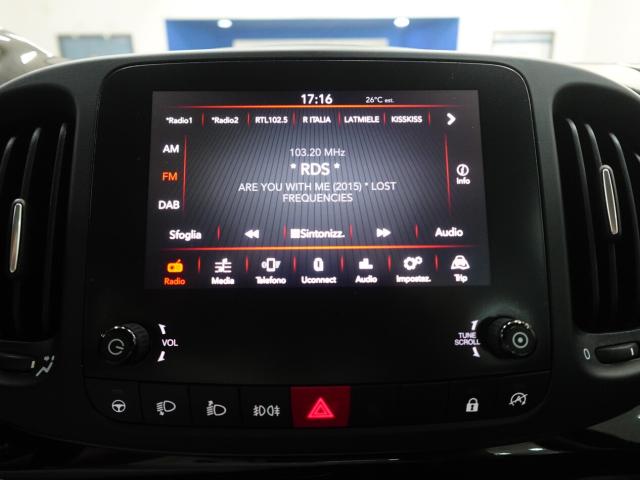 17:16 26°C est.
*Radio1 *Radio2 RTL102.5 R ITALIA LATMIELE KISSKISS
AM
FM
DAB
103.20 MHz
* RDS *
ARE YOU WITH ME (2015) * LOST
FREQUENCIES
i
Info
Sfoglia Sintonizz. Audio
Radio Media Telefono Uconnect Audio Impostaz. Trip
VOL
TUNE
SCROLL
0
0 I